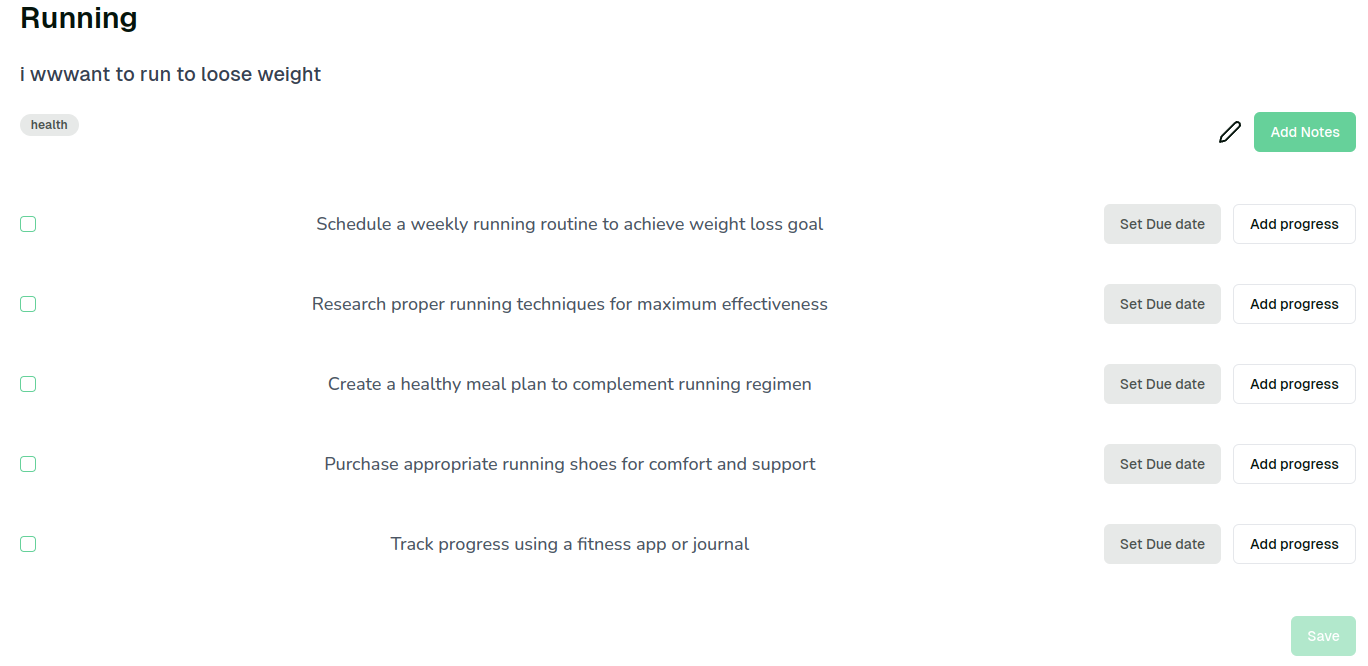 Running
i wwwant to run to loose weight
health
Add Notes
Schedule a weekly running routine to achieve weight loss goal Set Due date Add progress
Research proper running techniques for maximum effectiveness Set Due date Add progress
Create a healthy meal plan to complement running regimen Set Due date Add progress
Purchase appropriate running shoes for comfort and support Set Due date Add progress
Track progress using a fitness app or journal Set Due date Add progress
Save